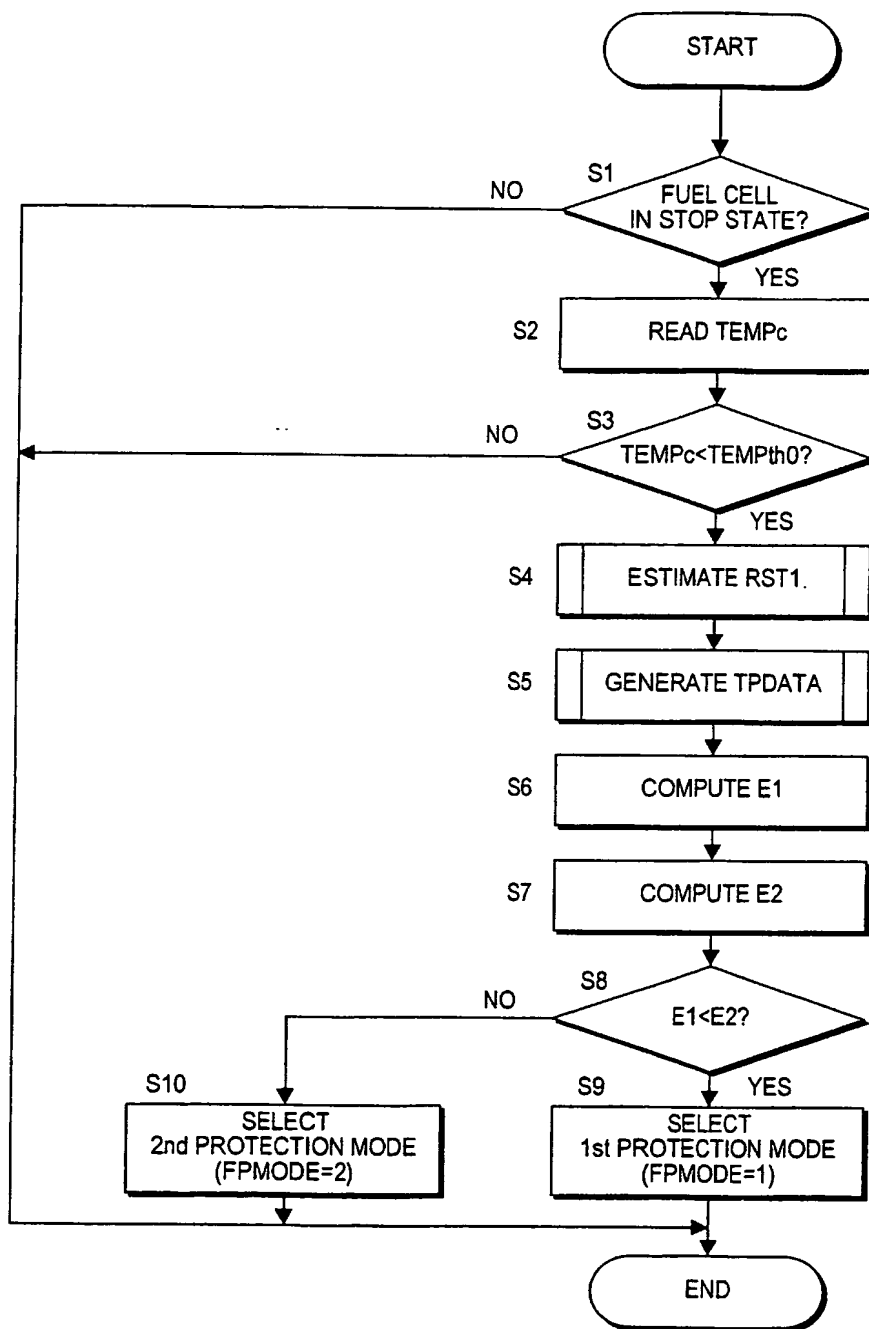 START
S1
NO
FUEL CELL
IN STOP STATE?
YES
S2
READ TEMPc
S3
NO
TEMPc<TEMPth0?
YES
S4
ESTIMATE RST1.
S5
GENERATE TPDATA
S6
COMPUTE E1
S7
COMPUTE E2
S8
NO
E1<E2?
YES
S10
SELECT
2nd PROTECTION MODE
(FPMODE=2)
S9
SELECT
1st PROTECTION MODE
(FPMODE=1)
END